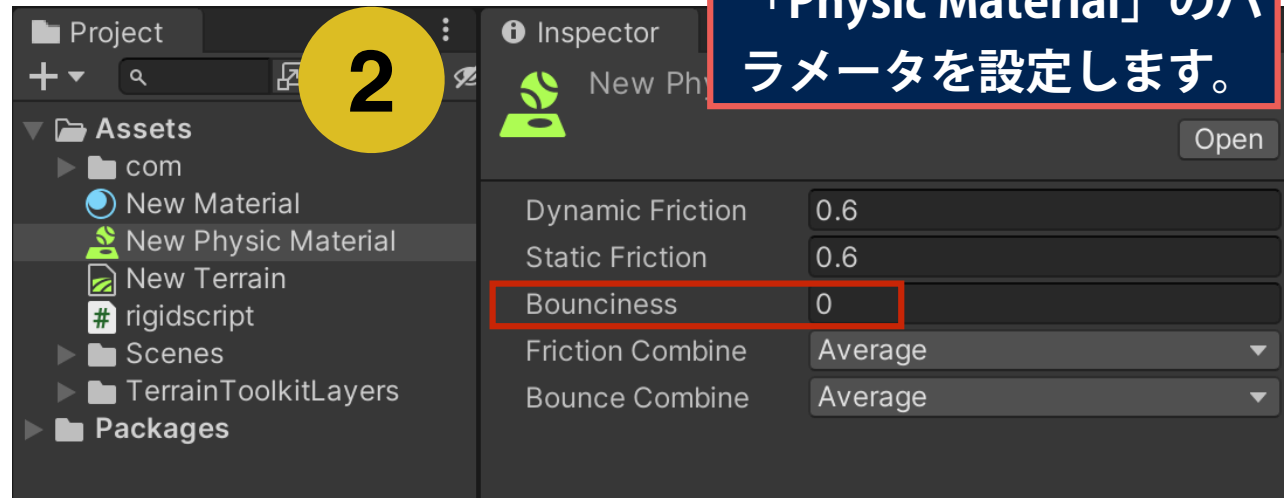 「Physic Material」のパ
ラメータを設定します。
Project
2
Inspector
New Ph
Open
Assets
com
New Material
New Physic Material
New Terrain
rigidscript
Scenes
TerrainToolkitLayers
Packages
Dynamic Friction 0.6
Static Friction 0.6
Bounciness 0
Friction Combine Average
Bounce Combine Average